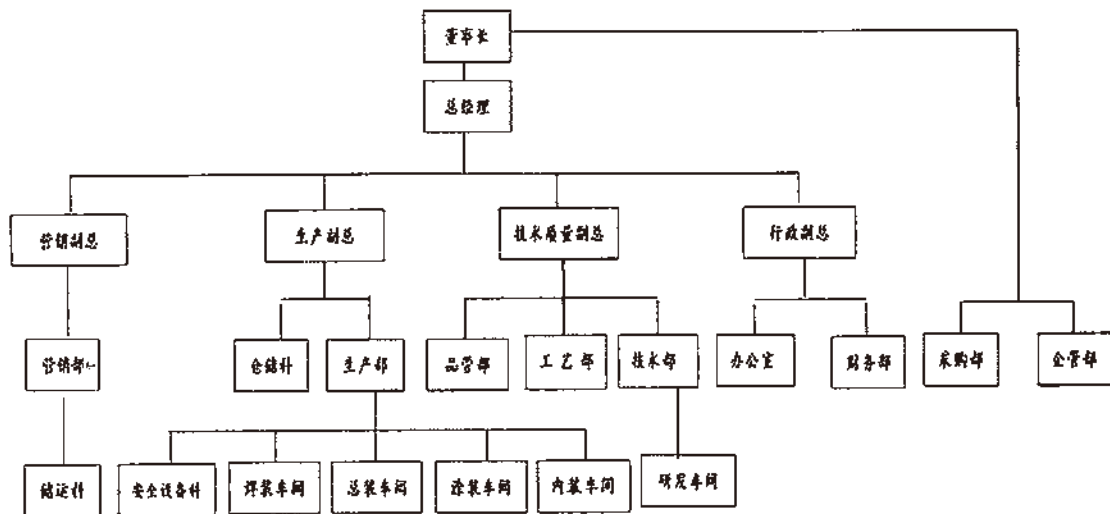 董事长
总经理
营销副总
生产副总
技术质量副总
行政副总
营销部
仓储科
生产部
品管部
工艺部
技术部
办公室
财务部
采购部
企管部
储运科
安全设备科
焊装车间
总装车间
涂装车间
内装车间
研发车间